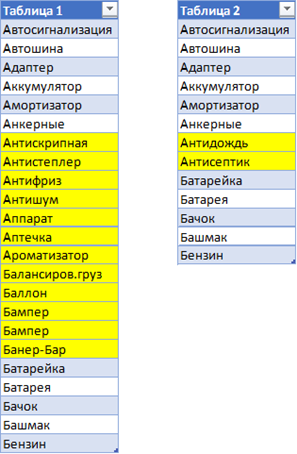 Таблица 1
Автосигнализация
Автошина
Адаптер
Аккумулятор
Амортизатор
Анкерные
Антискрипная
Антистеплер
Антифриз
Антишум
Аппарат
Аптечка
Ароматизатор
Балансиров.груз
Баллон
Бампер
Бампер
Банер-Бар
Батарейка
Батарея
Бачок
Башмак
Бензин
Таблица 2
Автосигнализация
Автошина
Адаптер
Аккумулятор
Амортизатор
Анкерные
Антидождь
Антисептик
Батарейка
Батарея
Бачок
Башмак
Бензин